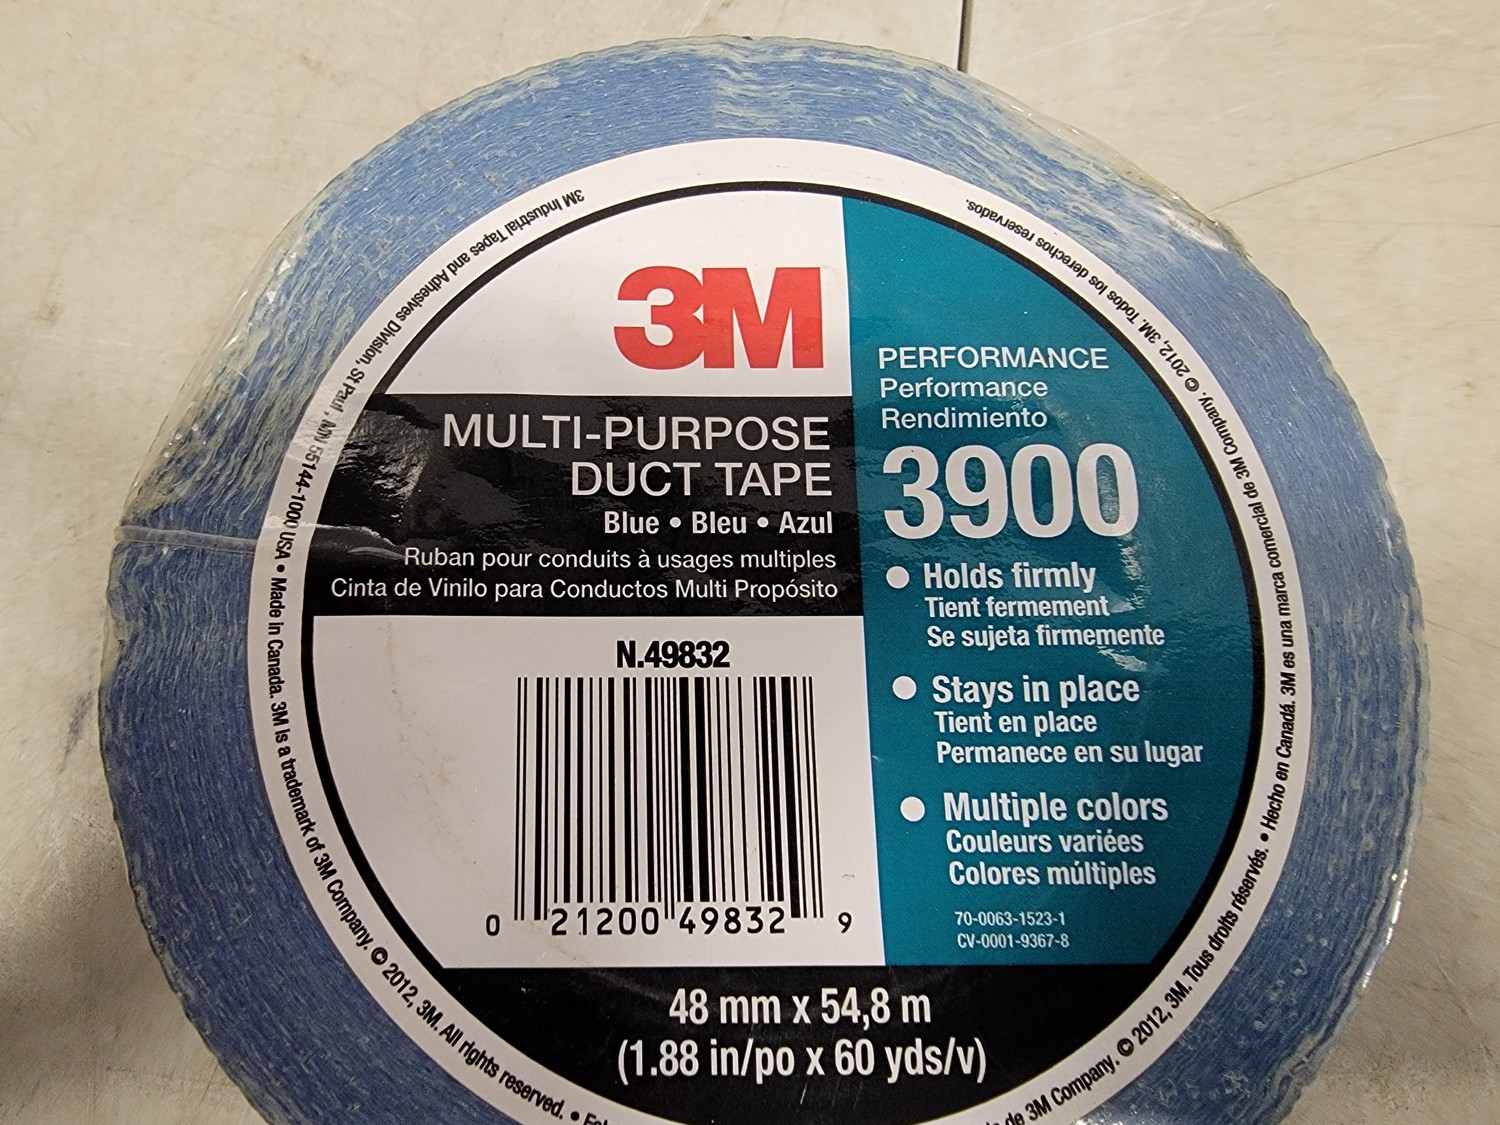 3M
MULTI-PURPOSE
DUCT TAPE
Blue • Bleu • Azul
Ruban pour conduits à usages multiples
Cinta de Vinilo para Conductos Multi Propósito
N.49832
0 21200 49832 9
PERFORMANCE
Performance
Rendimiento
3900
● Holds firmly
Tient fermement
Se sujeta firmemente
● Stays in place
Tient en place
Permanece en su lugar
● Multiple colors
Couleurs variées
Colores múltiples
70-0063-1523-1
CV-0001-9367-8
48 mm x 54,8 m
(1.88 in/po x 60 yds/v)
3M Industrial Tapes and Adhesives Division, St Paul, MN 55144-1000 USA • Made in Canada. 3M is a trademark of 3M Company. © 2012, 3M. All rights reserved. •
de 3M Company. © 2012, 3M. Tous droits réservés. • Hecho en Canadá. 3M es una marca comercial de 3M Company. © 2012, 3M. Todos los derechos reservados.